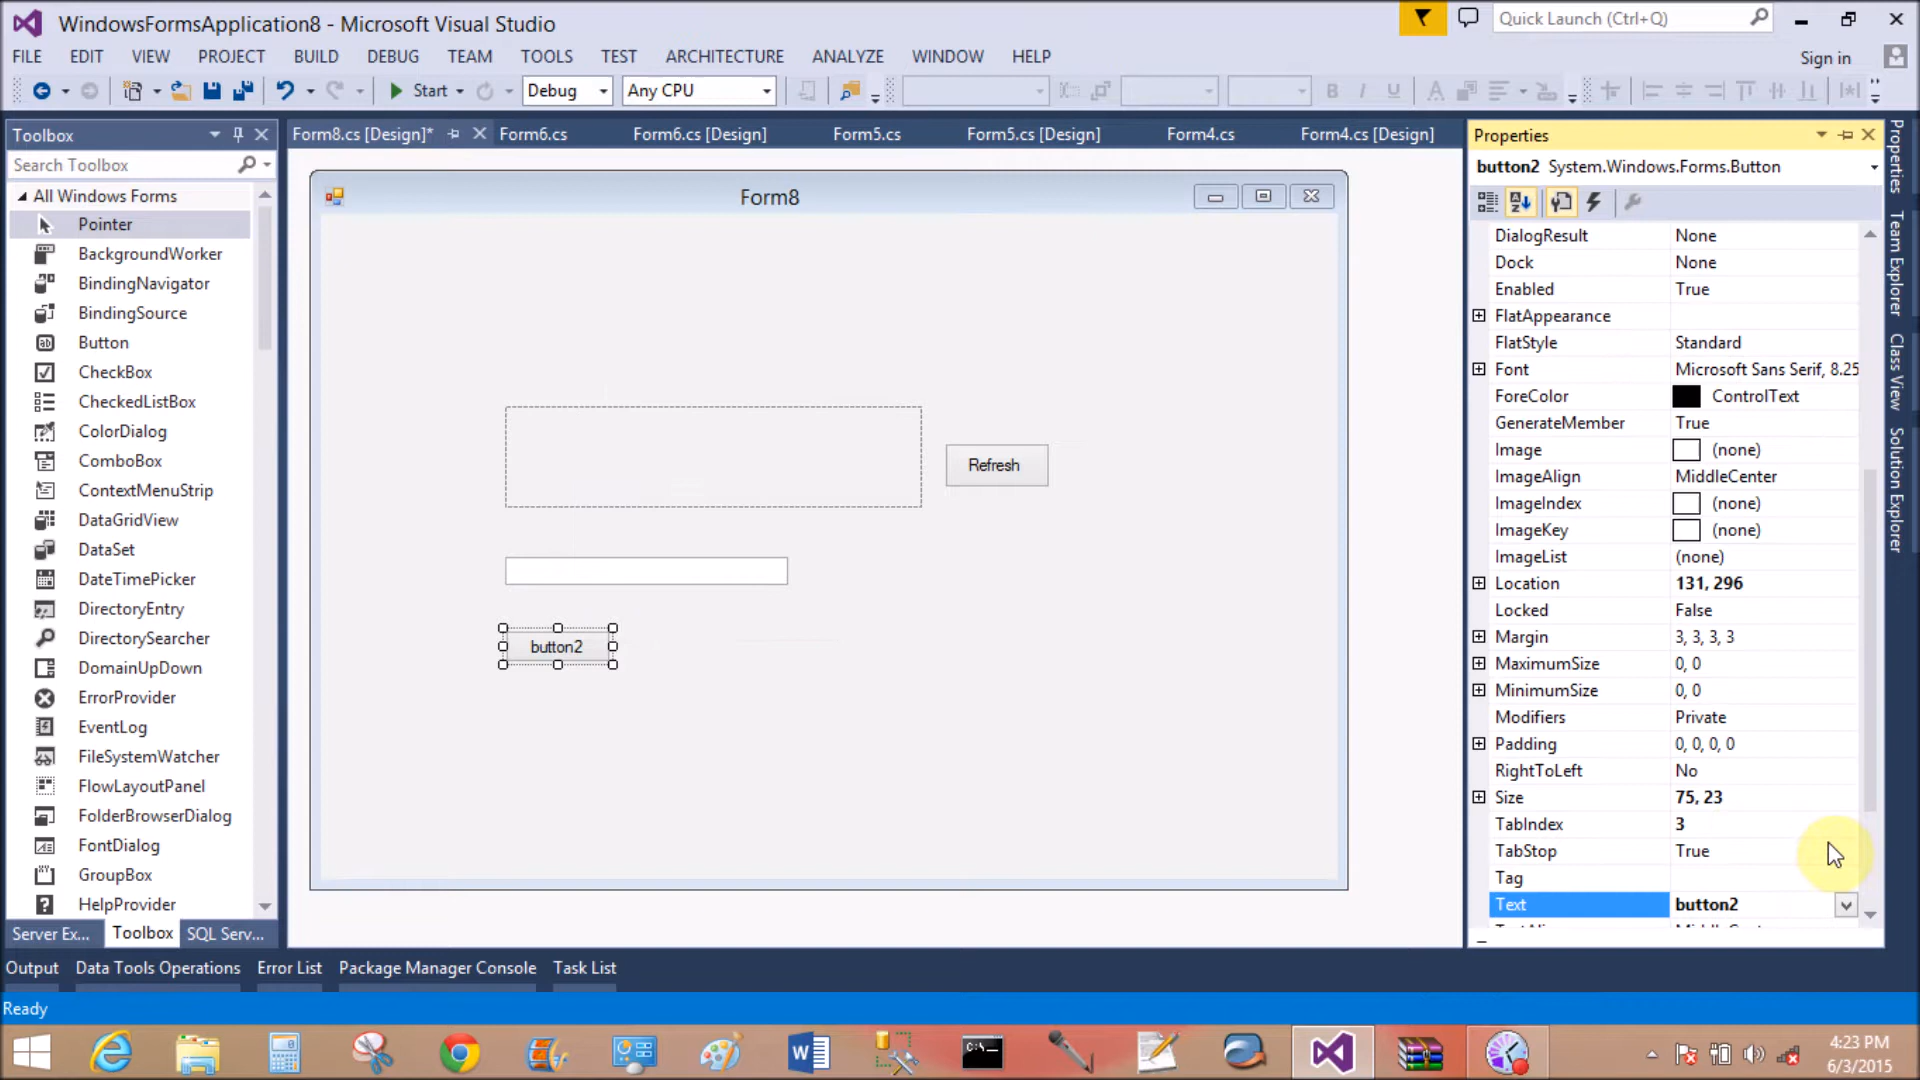 WindowsFormsApplication8 - Microsoft Visual Studio
Quick Launch (Ctrl+Q)
FILE EDIT VIEW PROJECT BUILD DEBUG TEAM TOOLS TEST ARCHITECTURE ANALYZE WINDOW HELP
Sign in
Start Debug Any CPU
Toolbox
Search Toolbox
All Windows Forms
Pointer
BackgroundWorker
BindingNavigator
BindingSource
Button
CheckBox
CheckedListBox
ColorDialog
ComboBox
ContextMenuStrip
DataGridView
DataSet
DateTimePicker
DirectoryEntry
DirectorySearcher
DomainUpDown
ErrorProvider
EventLog
FileSystemWatcher
FlowLayoutPanel
FolderBrowserDialog
FontDialog
GroupBox
HelpProvider
Server Ex... Toolbox SQL Serv...
Form8.cs [Design]* Form6.cs Form6.cs [Design] Form5.cs Form5.cs [Design] Form4.cs Form4.cs [Design]
Form8
Refresh
button2
Properties
button2 System.Windows.Forms.Button
DialogResult None
Dock None
Enabled True
FlatAppearance
FlatStyle Standard
Font Microsoft Sans Serif, 8.25
ForeColor ControlText
GenerateMember True
Image (none)
ImageAlign MiddleCenter
ImageIndex (none)
ImageKey (none)
ImageList (none)
Location 131, 296
Locked False
Margin 3, 3, 3, 3
MaximumSize 0, 0
MinimumSize 0, 0
Modifiers Private
Padding 0, 0, 0, 0
RightToLeft No
Size 75, 23
TabIndex 3
TabStop True
Tag
Text button2
Properties
Team Explorer
Class View
Solution Explorer
Output Data Tools Operations Error List Package Manager Console Task List
Ready
4:23 PM
6/3/2015